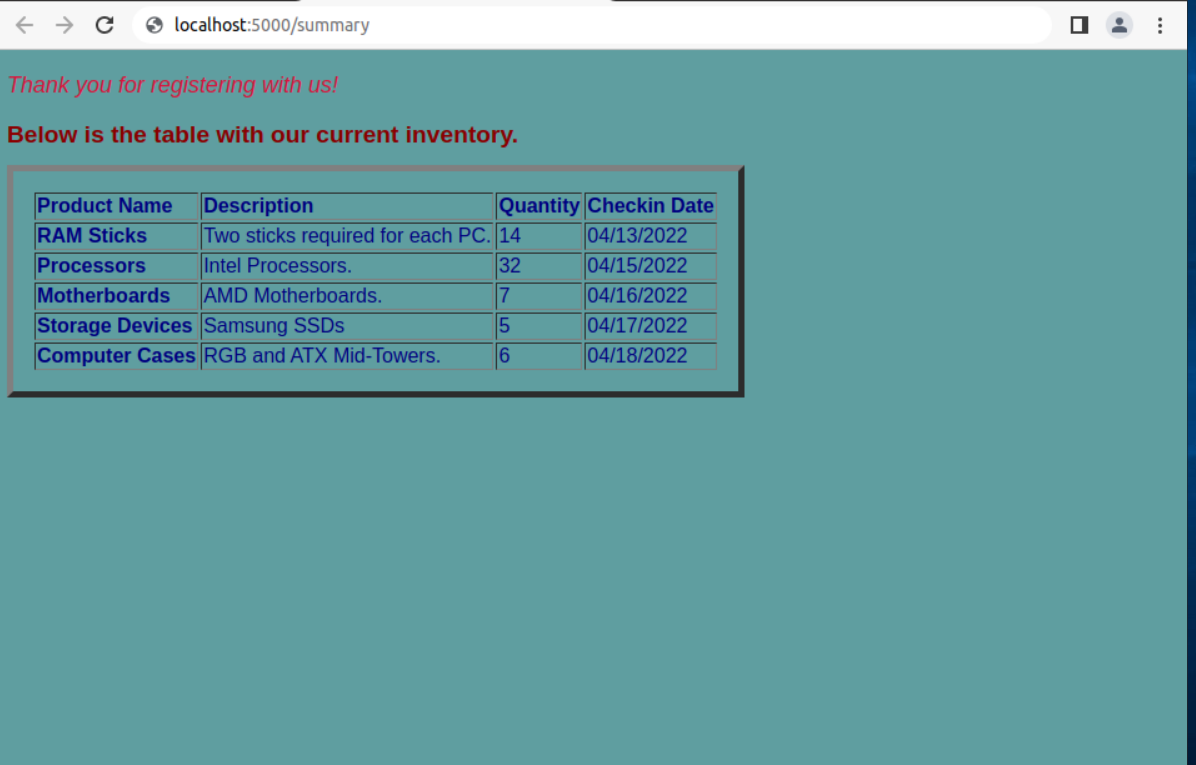 localhost:5000/summary
Thank you for registering with us!
Below is the table with our current inventory.
Product Name Description Quantity Checkin Date
RAM Sticks Two sticks required for each PC. 14 04/13/2022
Processors Intel Processors. 32 04/15/2022
Motherboards AMD Motherboards. 7 04/16/2022
Storage Devices Samsung SSDs 5 04/17/2022
Computer Cases RGB and ATX Mid-Towers. 6 04/18/2022